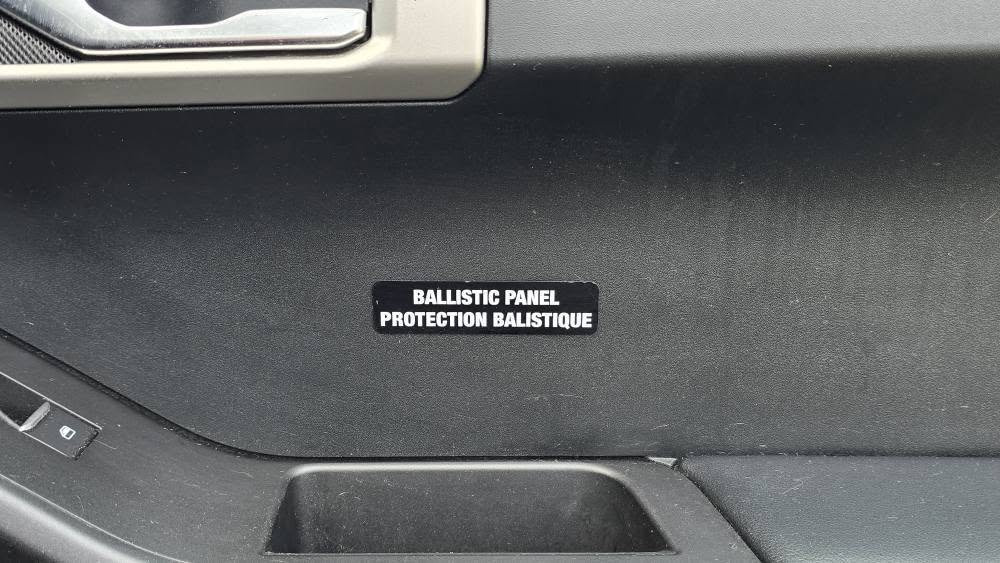 BALLISTIC PANEL
PROTECTION BALISTIQUE